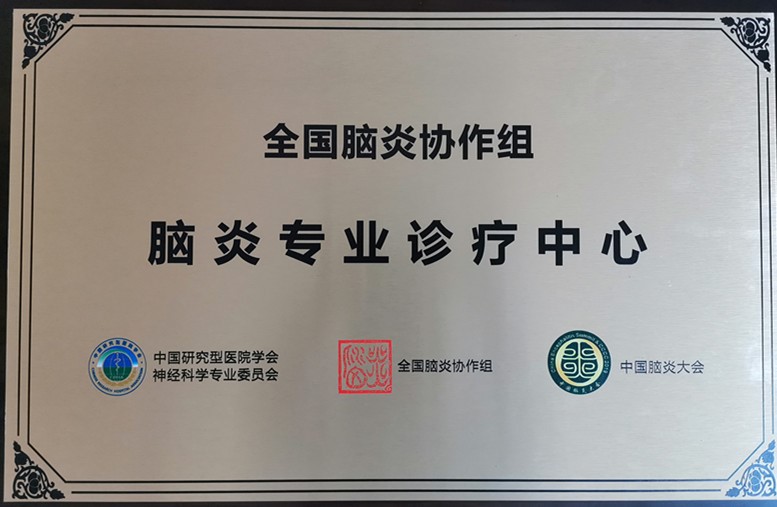 全国脑炎协作组
脑炎专业诊疗中心
中国研究型医院学会
神经科学专业委员会
全国脑炎协作组
中国脑炎大会